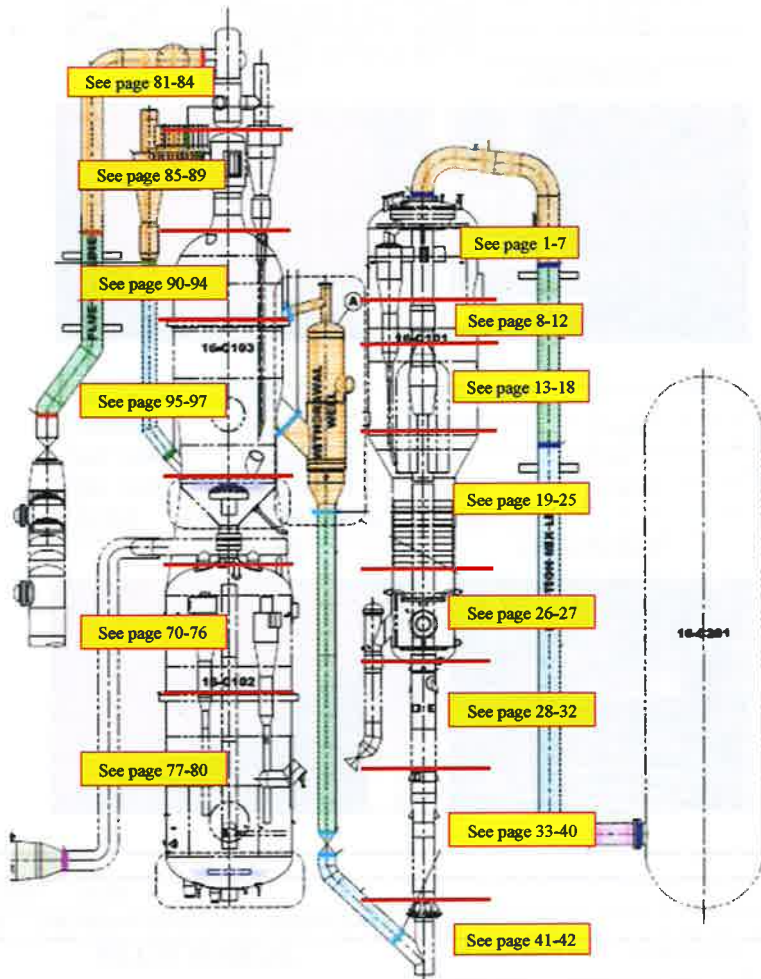 See page 81-84
See page 85-89
See page 90-94
See page 95-97
See page 70-76
See page 77-80
See page 1-7
See page 8-12
See page 13-18
See page 19-25
See page 26-27
See page 28-32
See page 33-40
See page 41-42
16-C103
16-C101
16-C102
WITHDRAWAL
WELL
A